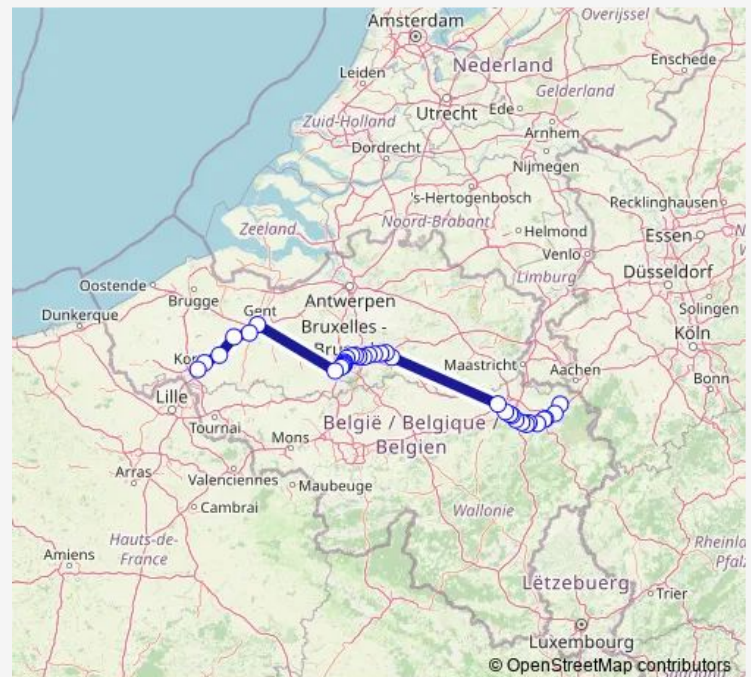 Overijssel
Amsterdam
Nederland
Enschede
Leiden
Gelderland
Utrecht
Ede
Zuid-Holland
Arnhem
Dordrecht
Nijmegen
's-Hertogenbosch
Recklinghausen
Zeeland
Noord-Brabant
Helmond
Essen
Venlo
Düsseldorf
Limburg
Oostende
Brugge
Antwerpen
Solingen
Dunkerque
Gent
Bruxelles -
Köln
Maastricht
Aachen
Bonn
Lille
België / Belgique /
Belgien
Tournai
Mons
Arras
Valenciennes
Maubeuge
Cambrai
Wallonie
Hauts-de-
France
Amiens
Lëtzebuerg
Trier
Luxembourg
© OpenStreetMap contributors